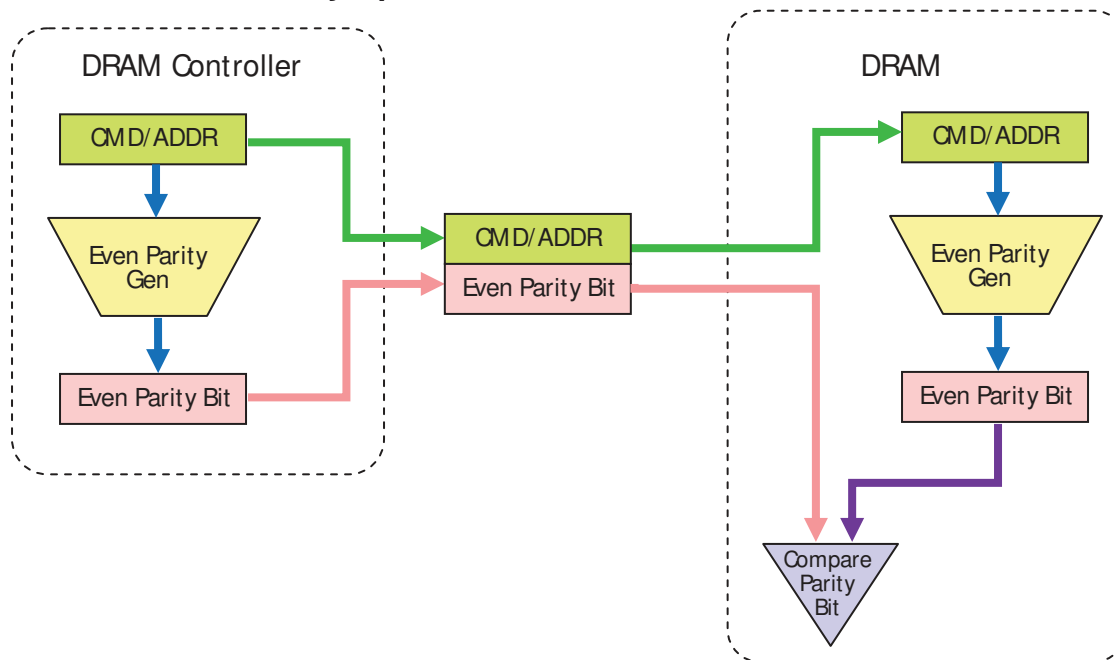 DRAM Controller
CMD/ADDR
Even Parity
Gen
Even Parity Bit
CMD/ADDR
Even Parity Bit
DRAM
CMD/ADDR
Even Parity
Gen
Even Parity Bit
Compare
Parity
Bit